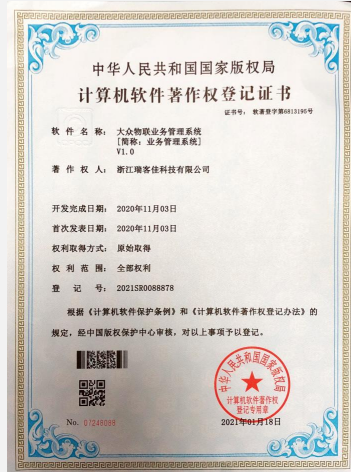 中华人民共和国国家版权局
计算机软件著作权登记证书
证书号： 软著登字第6813195号
软件名称： 大众物联业务管理系统
[简称：业务管理系统]
V1.0
著作权人： 浙江瑞客佳科技有限公司
开发完成日期： 2020年11月03日
首次发表日期： 2020年11月03日
权利取得方式： 原始取得
权利范围： 全部权利
登记号： 2021SR0088878
根据《计算机软件保护条例》和《计算机软件著作权登记办法》的
规定，经中国版权保护中心审核，对以上事项予以登记。
中华人民共和国国家版权局
计算机软件著作权
登记专用章
No. 07248098
2021年01月18日